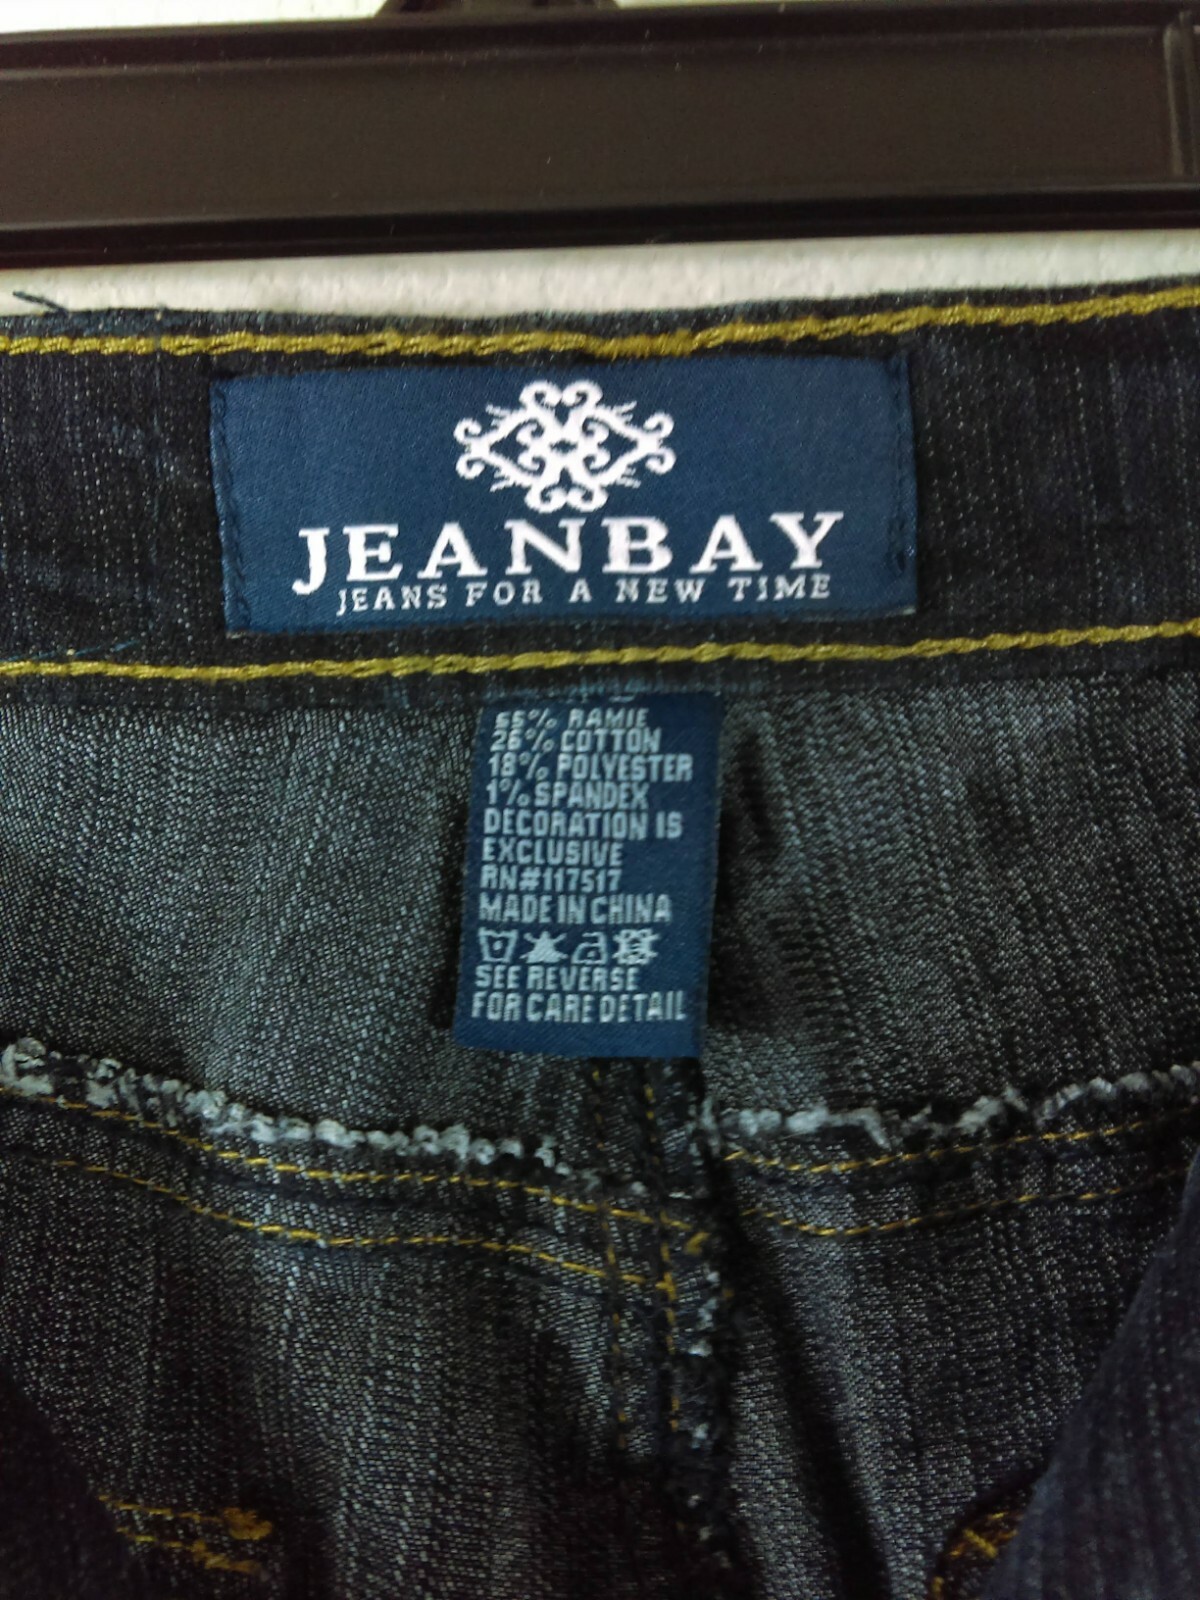 JEANBAY
JEANS FOR A NEW TIME
55% RAMIE
26% COTTON
18% POLYESTER
1% SPANDEX
DECORATION IS
EXCLUSIVE
RN#117517
MADE IN CHINA
SEE REVERSE
FOR CARE DETAIL